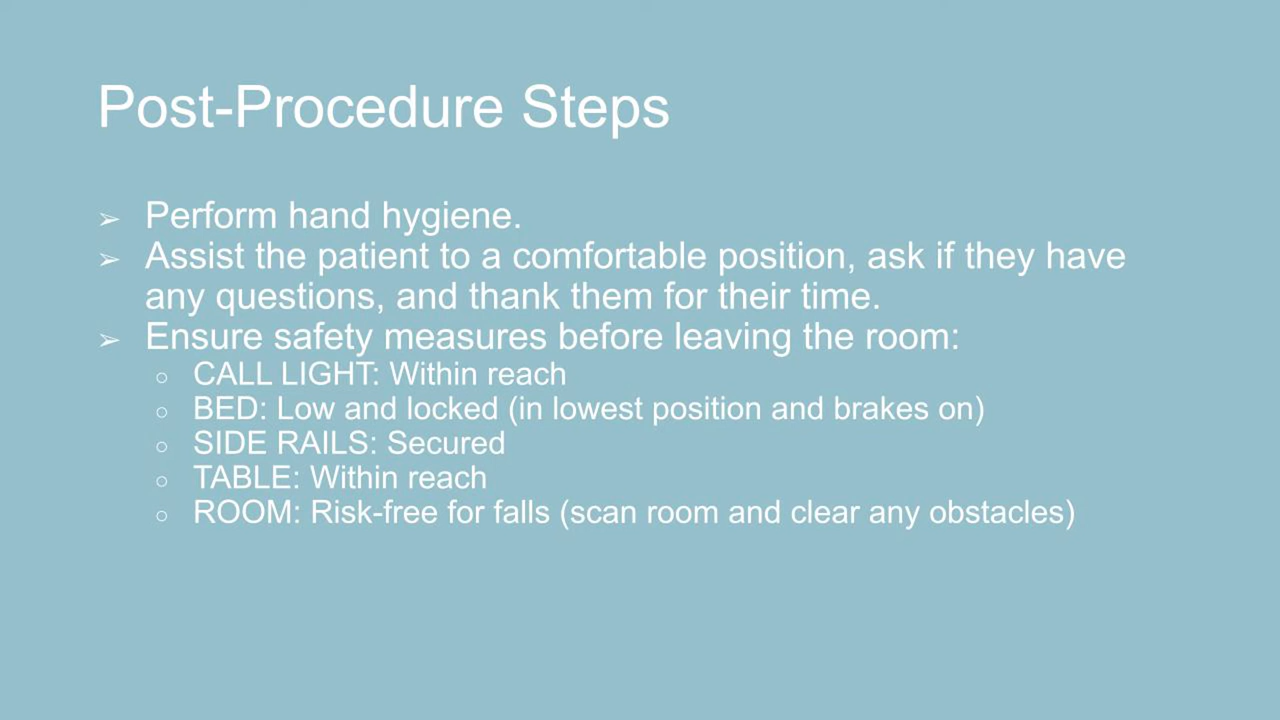 Post-Procedure Steps
➢ Perform hand hygiene.
➢ Assist the patient to a comfortable position, ask if they have
any questions, and thank them for their time.
➢ Ensure safety measures before leaving the room:
○ CALL LIGHT: Within reach
○ BED: Low and locked (in lowest position and brakes on)
○ SIDE RAILS: Secured
○ TABLE: Within reach
○ ROOM: Risk-free for falls (scan room and clear any obstacles)